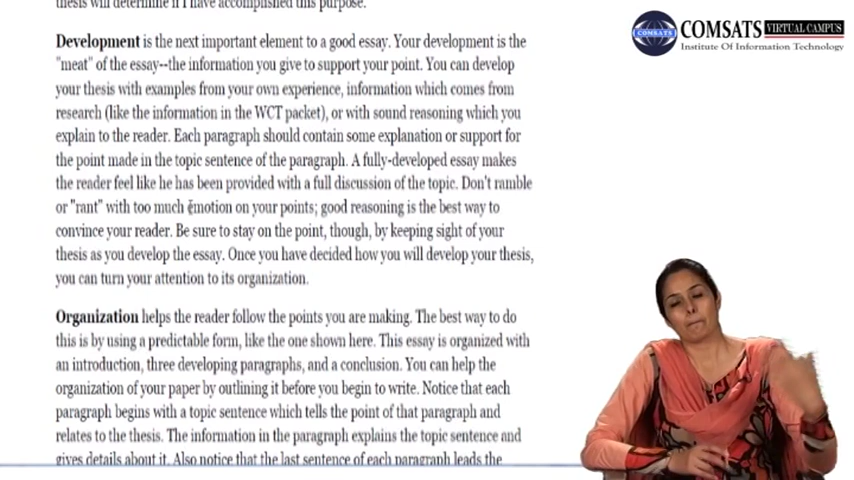 thesis will determine if I have accomplished this purpose.
Development is the next important element to a good essay. Your development is the
"meat" of the essay--the information you give to support your point. You can develop
your thesis with examples from your own experience, information which comes from
research (like the information in the WCT packet), or with sound reasoning which you
explain to the reader. Each paragraph should contain some explanation or support for
the point made in the topic sentence of the paragraph. A fully-developed essay makes
the reader feel like he has been provided with a full discussion of the topic. Don't ramble
or "rant" with too much emotion on your points; good reasoning is the best way to
convince your reader. Be sure to stay on the point, though, by keeping sight of your
thesis as you develop the essay. Once you have decided how you will develop your thesis,
you can turn your attention to its organization.
Organization helps the reader follow the points you are making. The best way to do
this is by using a predictable form, like the one shown here. This essay is organized with
an introduction, three developing paragraphs, and a conclusion. You can help the
organization of your paper by outlining it before you begin to write. Notice that each
paragraph begins with a topic sentence which tells the point of that paragraph and
relates to the thesis. The information in the paragraph explains the topic sentence and
gives details about it. Also notice that the last sentence of each paragraph leads the
COMSATS
COMSATS VIRTUAL CAMPUS
Institute Of Information Technology